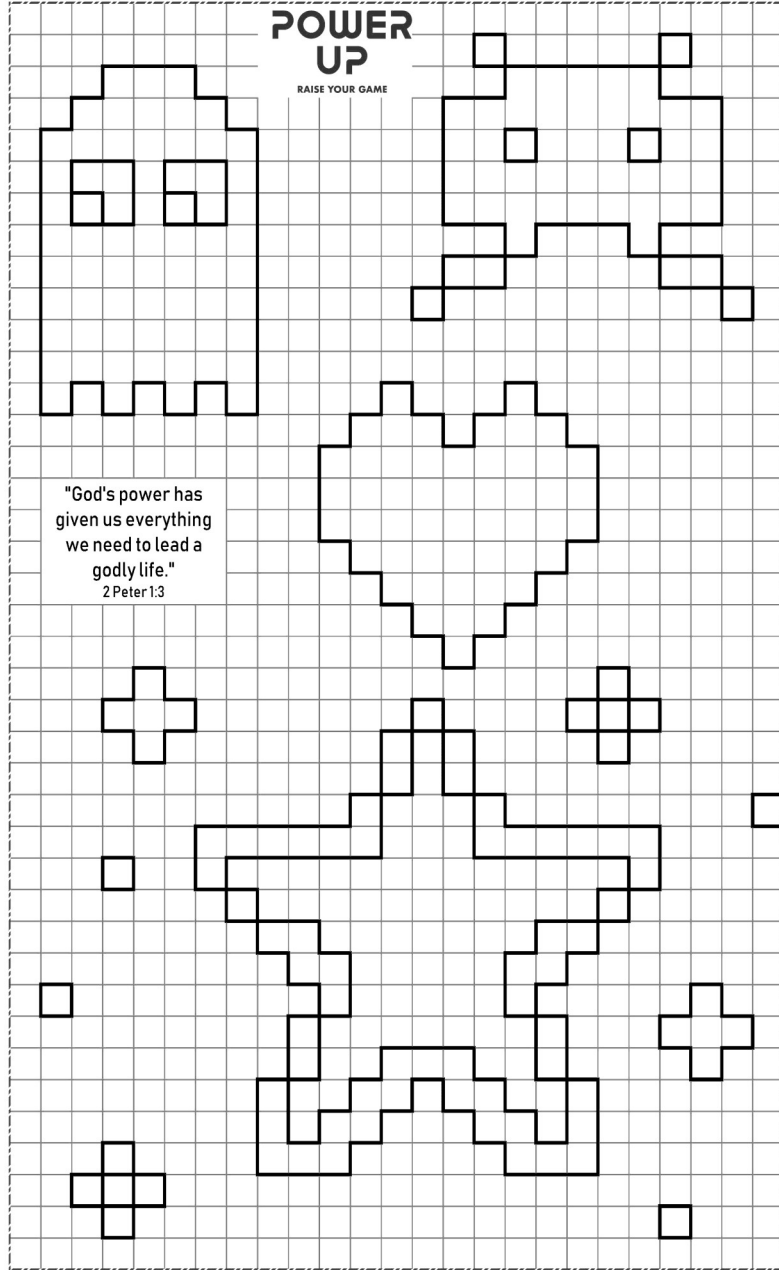 POWER
UP
RAISE YOUR GAME
"God's power has
given us everything
we need to lead a
godly life."
2 Peter 1:3